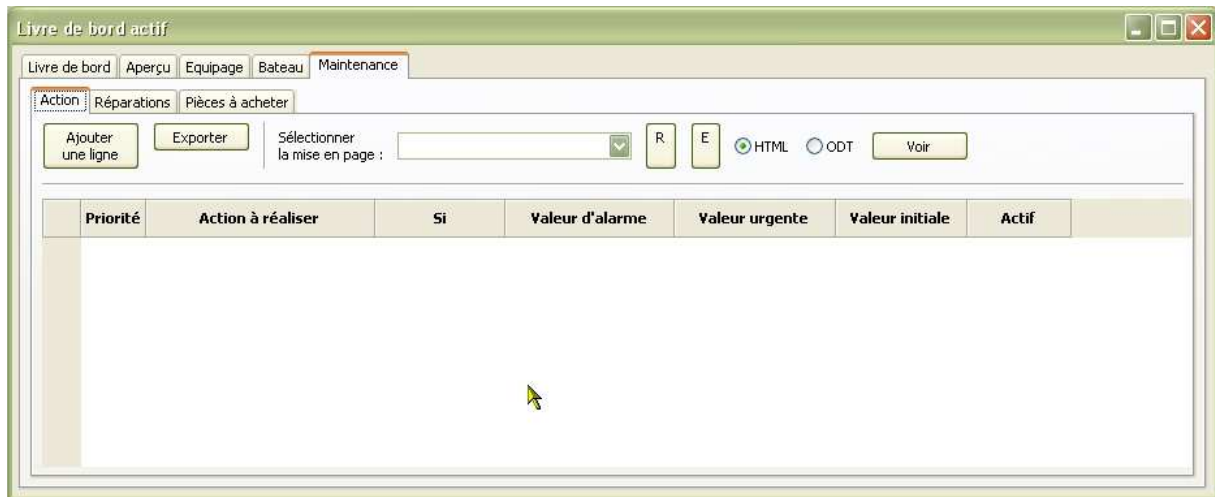 Livre de bord actif
Livre de bord Aperçu Equipage Bateau Maintenance
Action Réparations Pièces à acheter
Ajouter
une ligne
Exporter
Sélectionner
la mise en page :
R
E
HTML
ODT
Voir
Priorité Action à réaliser Si Valeur d'alarme Valeur urgente Valeur initiale Actif